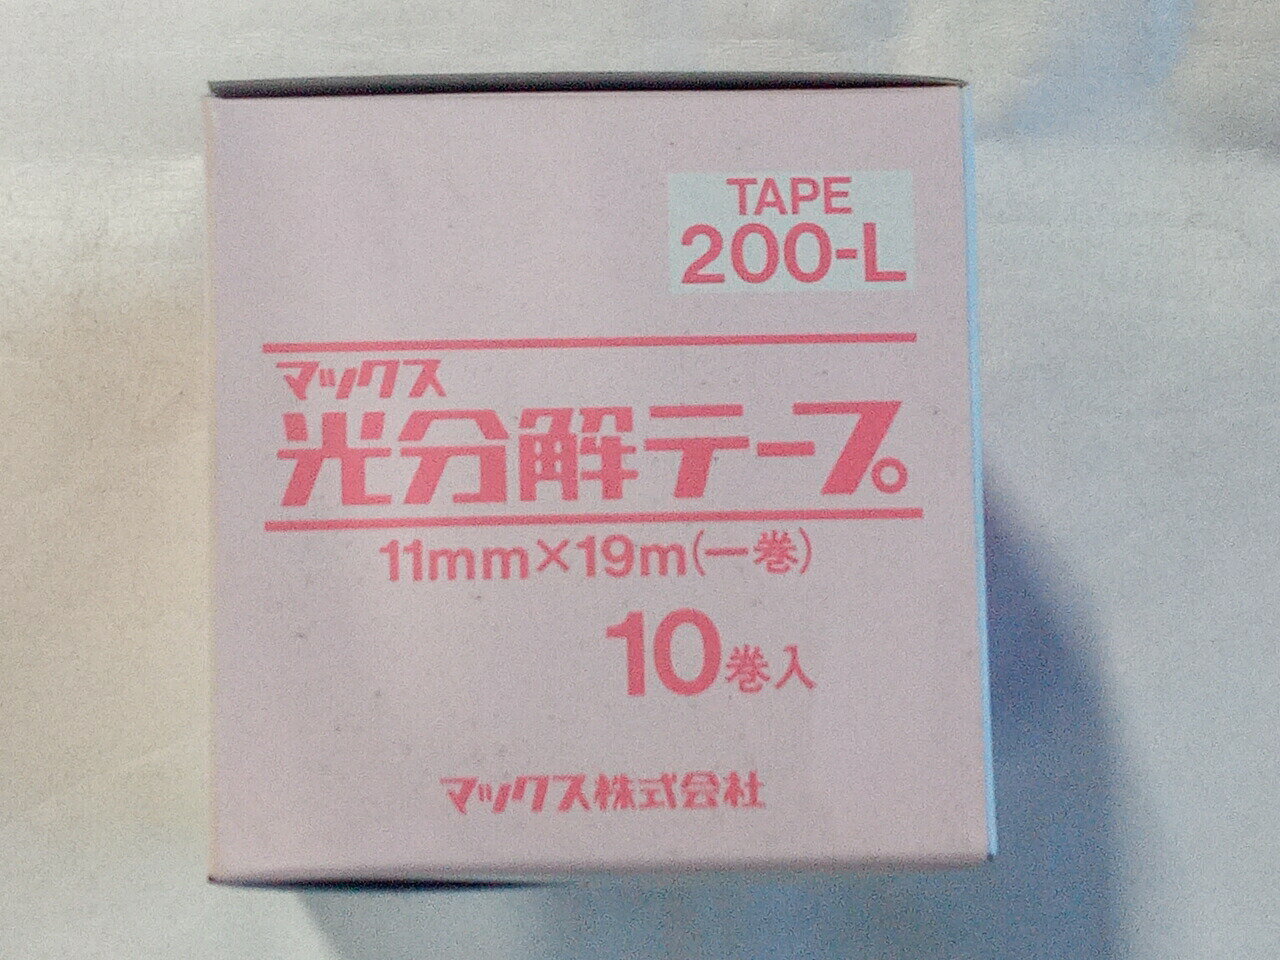 TAPE
200-L
マックス
光分解テープ
11mm×19m(一巻)
10巻入
マックス株式会社